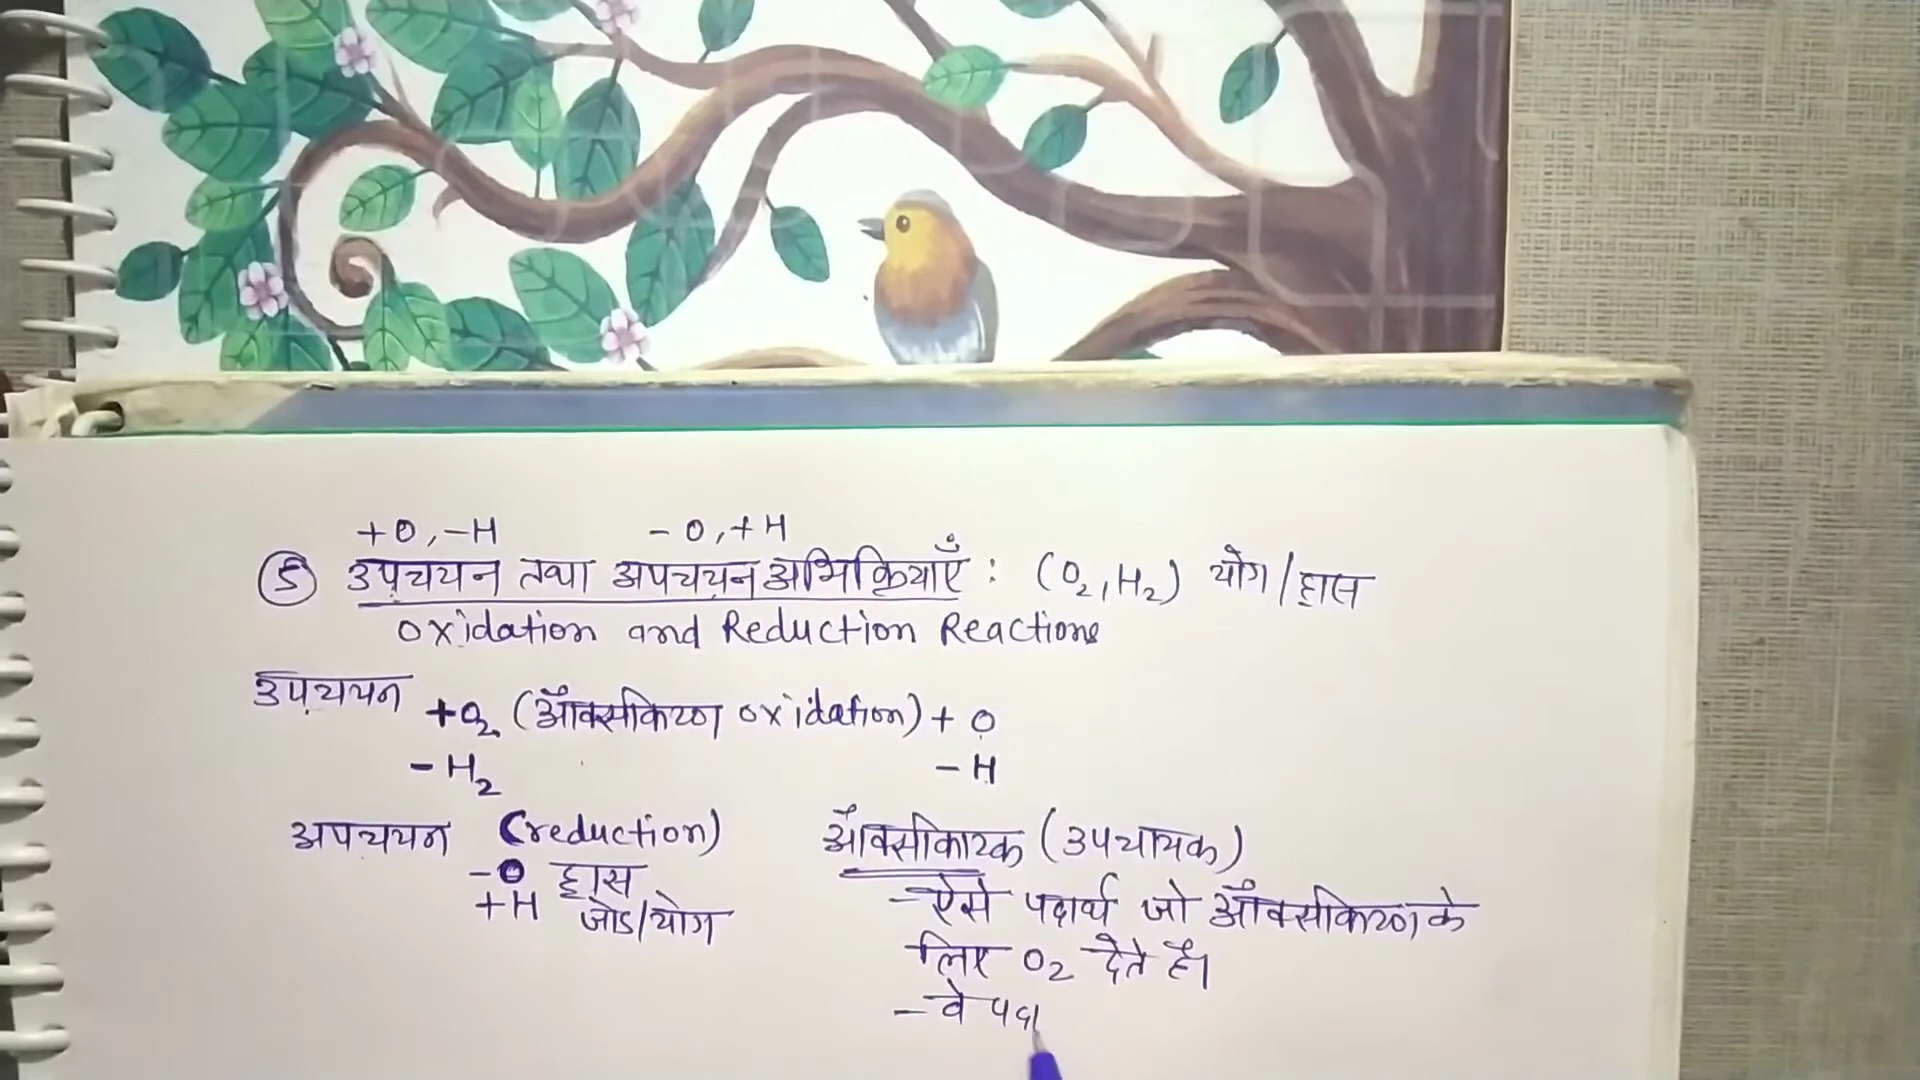 +O, -H - O, +H
⑤ उपचयन तथा अपचयन अभिक्रियाएँ : (O₂, H₂) योग/ह्रास
Oxidation and Reduction Reactions
उपचयन +O₂ (ऑक्सीकरण oxidation) + O
- H₂ - H
अपचयन (reduction)
-O ह्रास
+H जोड/योग
ऑक्सीकारक (उपचायक)
- ऐसे पदार्थ जो ऑक्सीकरण के
लिए O₂ देते है।
- वे पदा